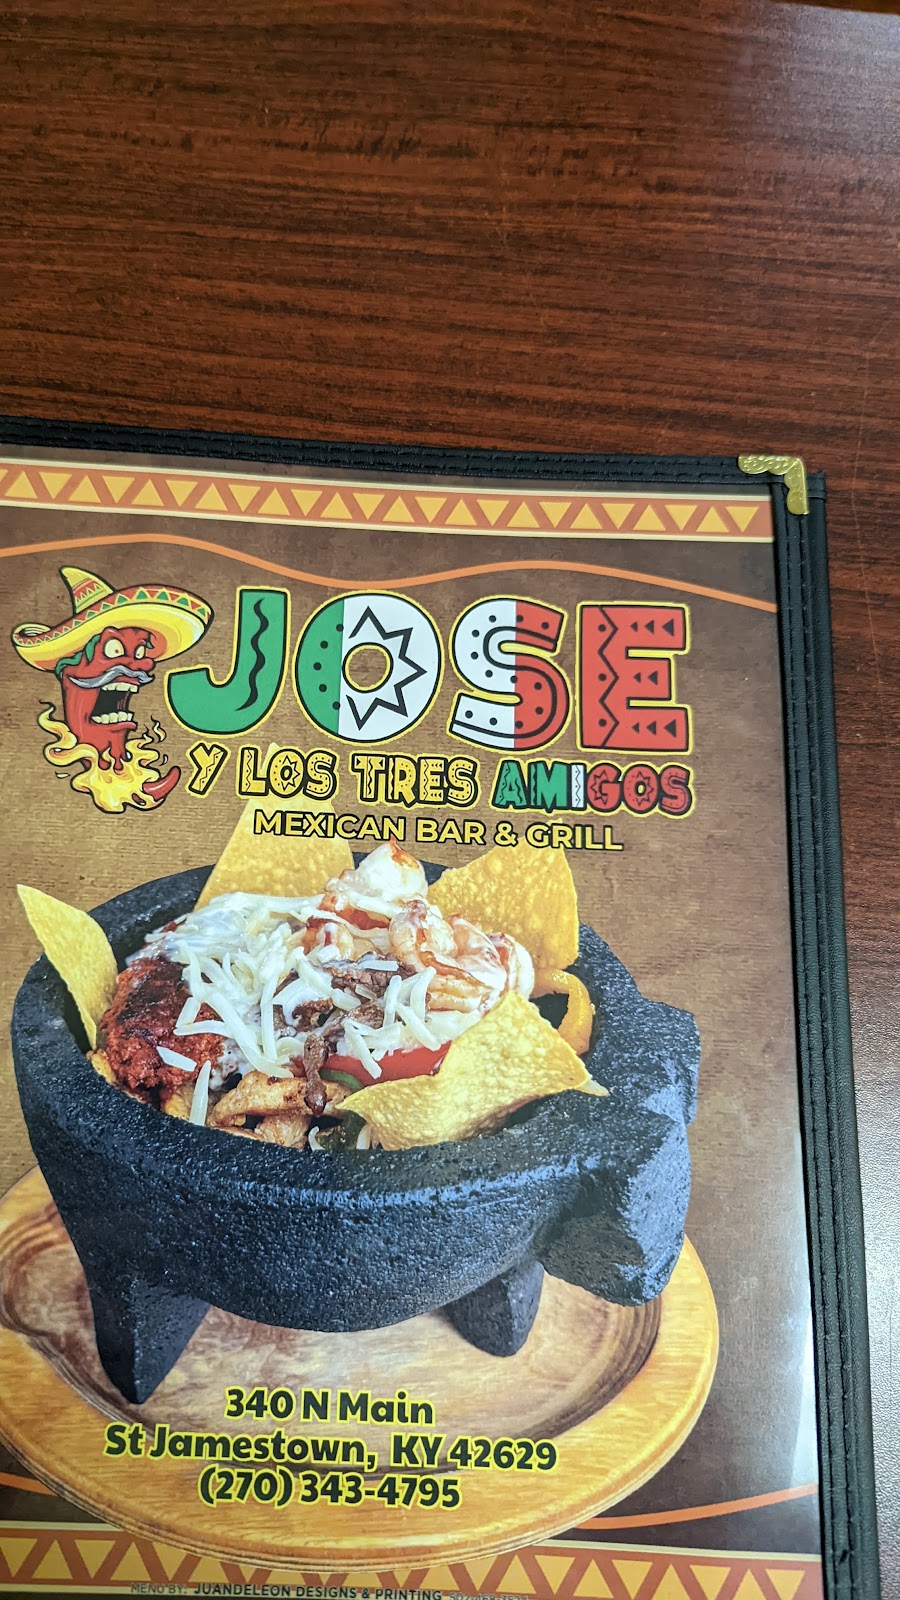 JOSE
Y LOS TRES AMIGOS
MEXICAN BAR & GRILL
340 N Main
St Jamestown, KY 42629
(270) 343-4795
MENU BY: JUANDELEON DESIGNS & PRINTING